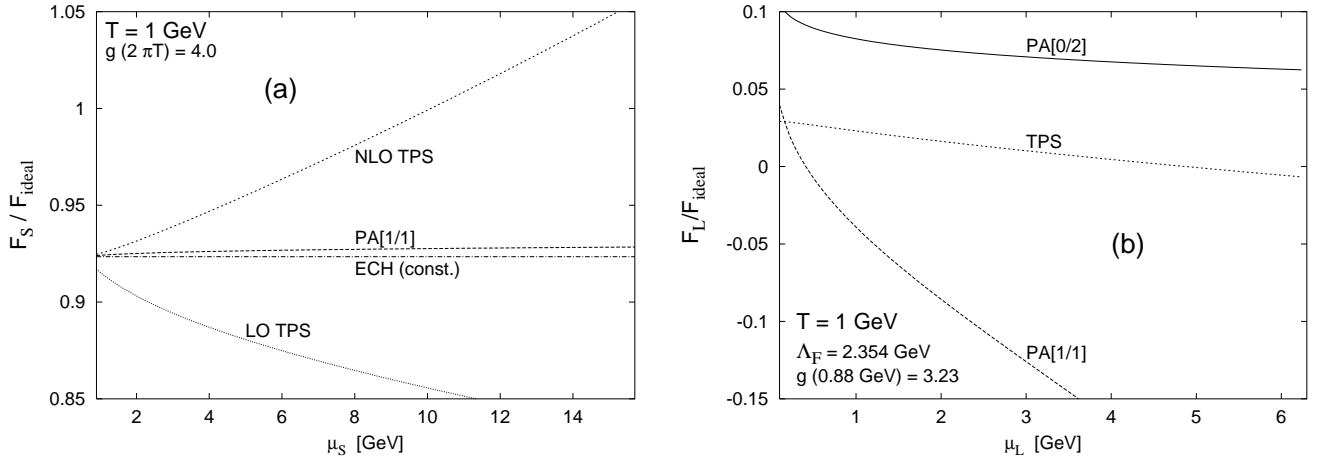 (a)
T = 1 GeV
g (2 πT) = 4.0
NLO TPS
PA[1/1]
ECH (const.)
LO TPS
F_S / F_ideal
1.05
1
0.95
0.9
0.85
2 4 6 8 10 12 14
μ_S [GeV]
(b)
PA[0/2]
TPS
PA[1/1]
T = 1 GeV
Λ_F = 2.354 GeV
g (0.88 GeV) = 3.23
F_L/F_ideal
0.1
0.05
0
-0.05
-0.1
-0.15
1 2 3 4 5 6
μ_L [GeV]